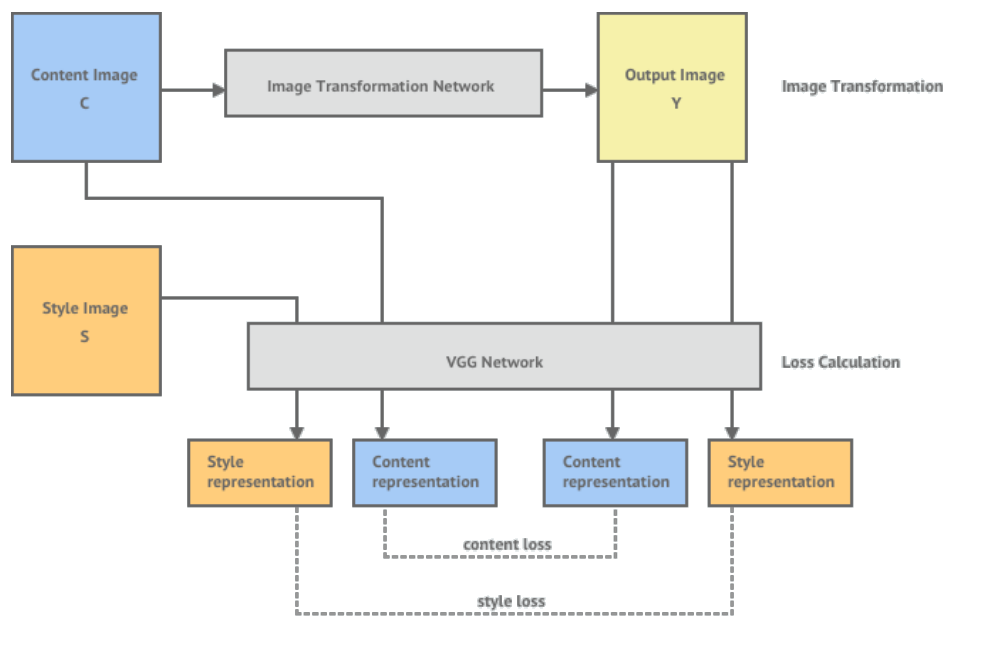 Content Image
C
Image Transformation Network
Output Image
Y
Image Transformation
Style Image
S
VGG Network
Loss Calculation
Style
representation
Content
representation
Content
representation
Style
representation
content loss
style loss